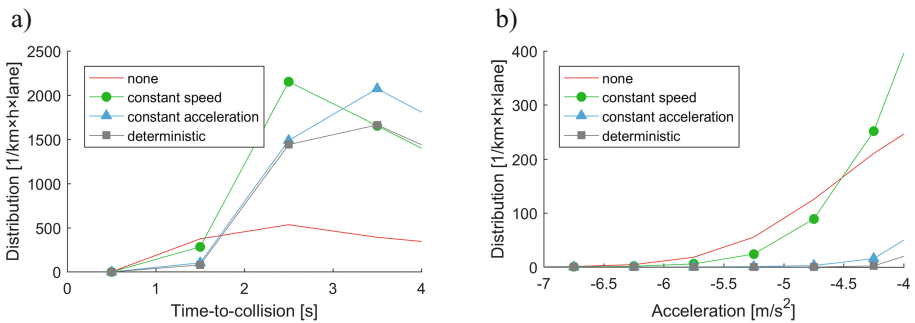 a)
2500
2000
1500
1000
500
0
0
1
2
3
4
Distribution [1/km×h×lane]
Time-to-collision [s]
none
constant speed
constant acceleration
deterministic
b)
400
300
200
100
0
-7
-6.5
-6
-5.5
-5
-4.5
-4
Distribution [1/km×h×lane]
Acceleration [m/s²]
none
constant speed
constant acceleration
deterministic